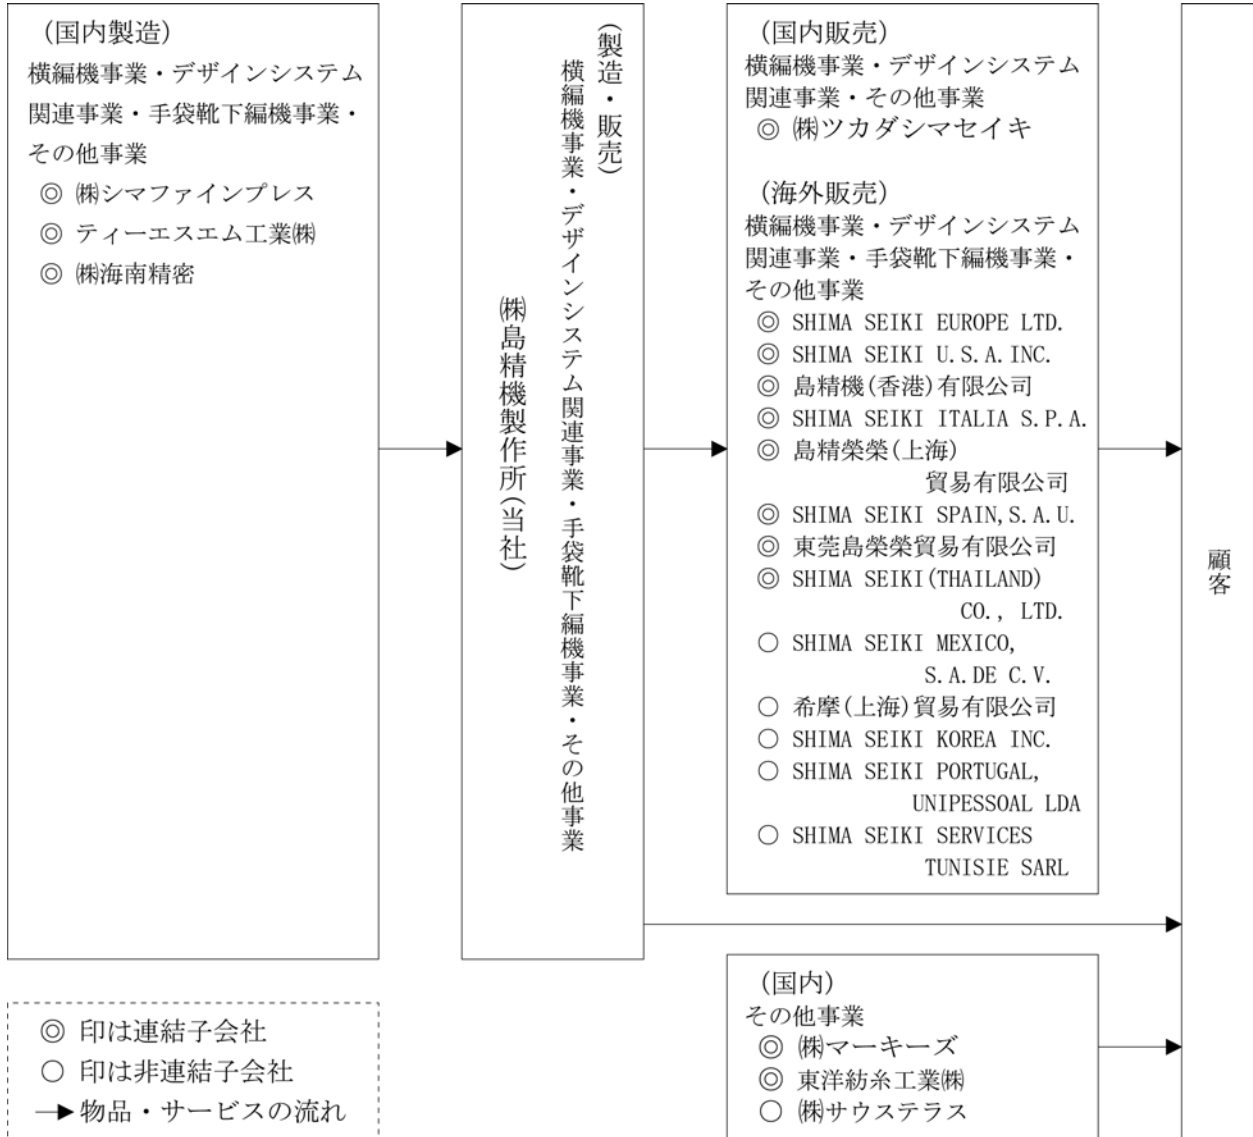 (国内製造)
横編機事業・デザインシステム
関連事業・手袋靴下編機事業・
その他事業
◎ ㈱シマファインプレス
◎ ティーエスエム工業㈱
◎ ㈱海南精密
(製造・販売)
横編機事業・デザインシステム関連事業・手袋靴下編機事業・その他事業
㈱島精機製作所(当社)
(国内販売)
横編機事業・デザインシステム
関連事業・その他事業
◎ ㈱ツカダシマセイキ
(海外販売)
横編機事業・デザインシステム
関連事業・手袋靴下編機事業・
その他事業
◎ SHIMA SEIKI EUROPE LTD.
◎ SHIMA SEIKI U.S.A.INC.
◎ 島精機(香港)有限公司
◎ SHIMA SEIKI ITALIA S.P.A.
◎ 島精榮榮(上海)
貿易有限公司
◎ SHIMA SEIKI SPAIN,S.A.U.
◎ 東莞島榮榮貿易有限公司
◎ SHIMA SEIKI(THAILAND)
CO., LTD.
○ SHIMA SEIKI MEXICO,
S.A.DE C.V.
○ 希摩(上海)貿易有限公司
○ SHIMA SEIKI KOREA INC.
○ SHIMA SEIKI PORTUGAL,
UNIPESSOAL LDA
○ SHIMA SEIKI SERVICES
TUNISIE SARL
顧客
(国内)
その他事業
◎ ㈱マーキーズ
◎ 東洋紡糸工業㈱
○ ㈱サウステラス
◎ 印は連結子会社
○ 印は非連結子会社
→ 物品・サービスの流れ